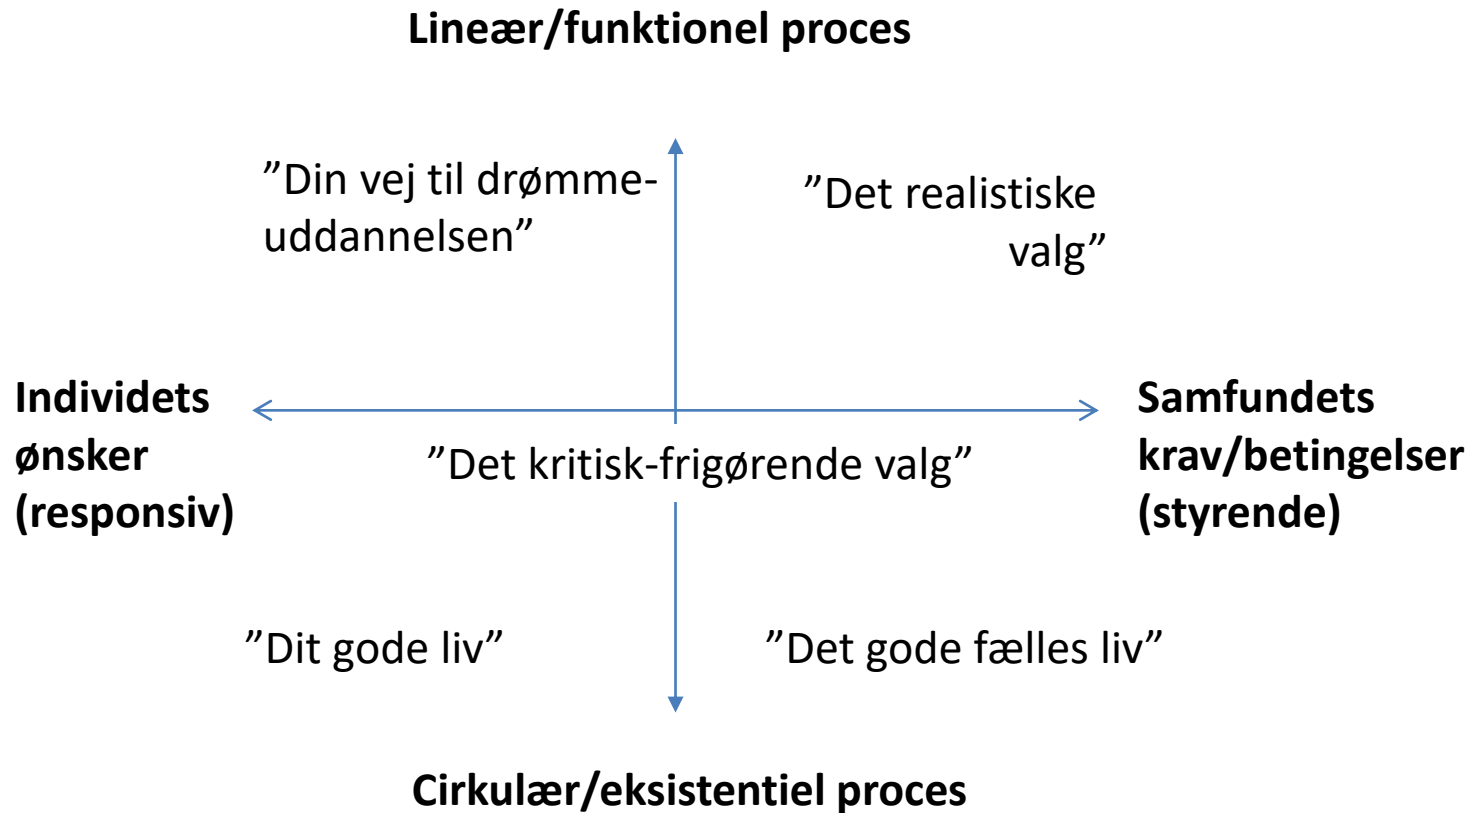 Lineær/funktionel proces
”Din vej til drømme-
uddannelsen”
”Det realistiske
valg”
Individets
ønsker
(responsiv)
Samfundets
krav/betingelser
(styrende)
”Det kritisk-frigørende valg”
”Dit gode liv”
”Det gode fælles liv”
Cirkulær/eksistentiel proces